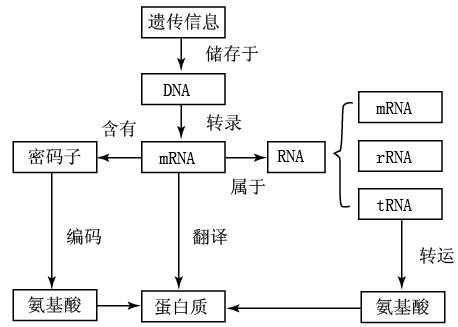 遗传信息
储存于
DNA
转录
mRNA
含有
密码子
mRNA
属于
RNA
rRNA
tRNA
编码
翻译
转运
氨基酸
蛋白质
氨基酸